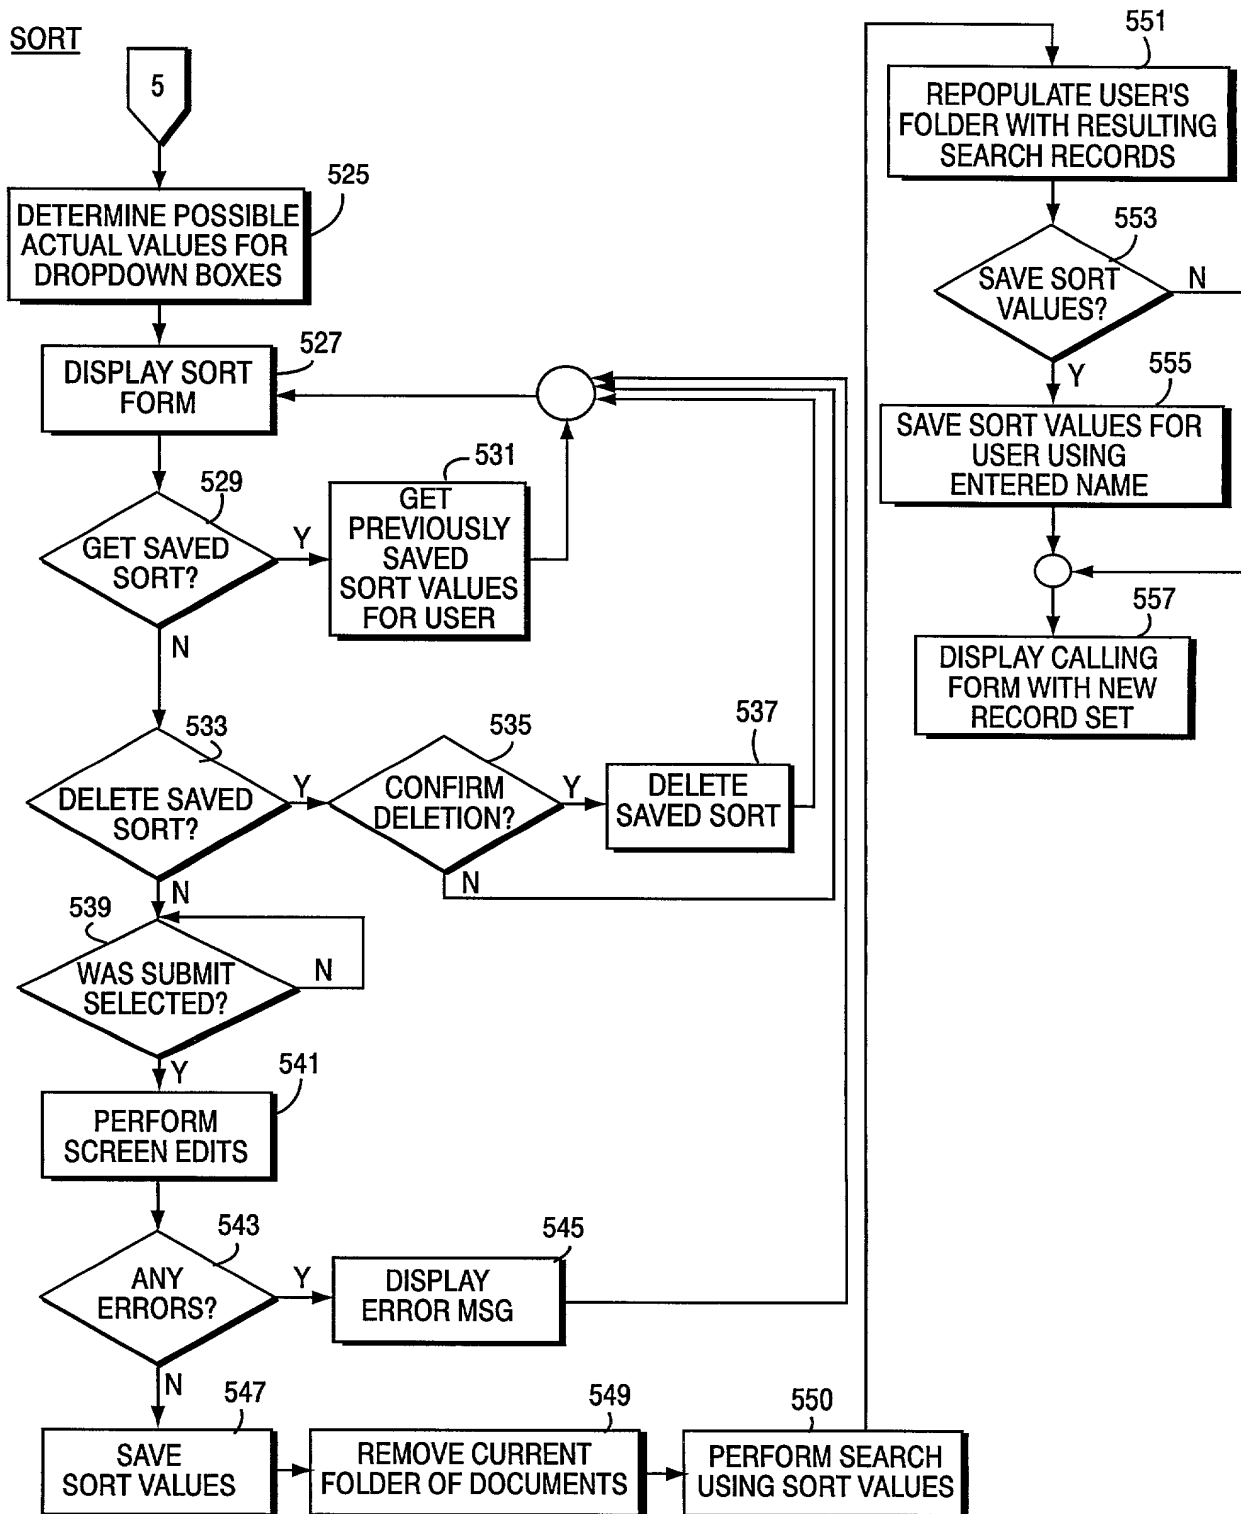 SORT
5
525
DETERMINE POSSIBLE
ACTUAL VALUES FOR
DROPDOWN BOXES
527
DISPLAY SORT
FORM
529
GET SAVED
SORT?
Y
N
531
GET
PREVIOUSLY
SAVED
SORT VALUES
FOR USER
533
DELETE SAVED
SORT?
Y
N
535
CONFIRM
DELETION?
Y
N
537
DELETE
SAVED SORT
539
WAS SUBMIT
SELECTED?
N
Y
541
PERFORM
SCREEN EDITS
543
ANY
ERRORS?
Y
N
545
DISPLAY
ERROR MSG
547
SAVE
SORT VALUES
549
REMOVE CURRENT
FOLDER OF DOCUMENTS
550
PERFORM SEARCH
USING SORT VALUES
551
REPOPULATE USER'S
FOLDER WITH RESULTING
SEARCH RECORDS
553
SAVE SORT
VALUES?
N
Y
555
SAVE SORT VALUES FOR
USER USING
ENTERED NAME
557
DISPLAY CALLING
FORM WITH NEW
RECORD SET